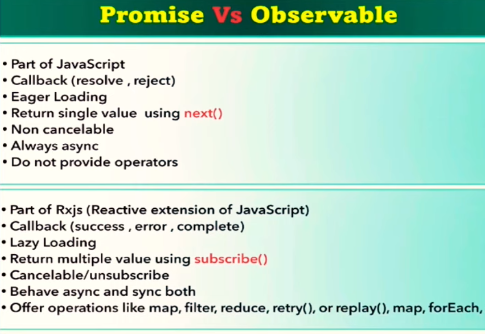 Promise Vs Observable
• Part of JavaScript
• Callback (resolve , reject)
• Eager Loading
• Return single value using next()
• Non cancelable
• Always async
• Do not provide operators
• Part of Rxjs (Reactive extension of JavaScript)
• Callback (success , error , complete)
• Lazy Loading
• Return multiple value using subscribe()
• Cancelable/unsubscribe
• Behave async and sync both
• Offer operations like map, filter, reduce, retry(), or replay(), map, forEach,